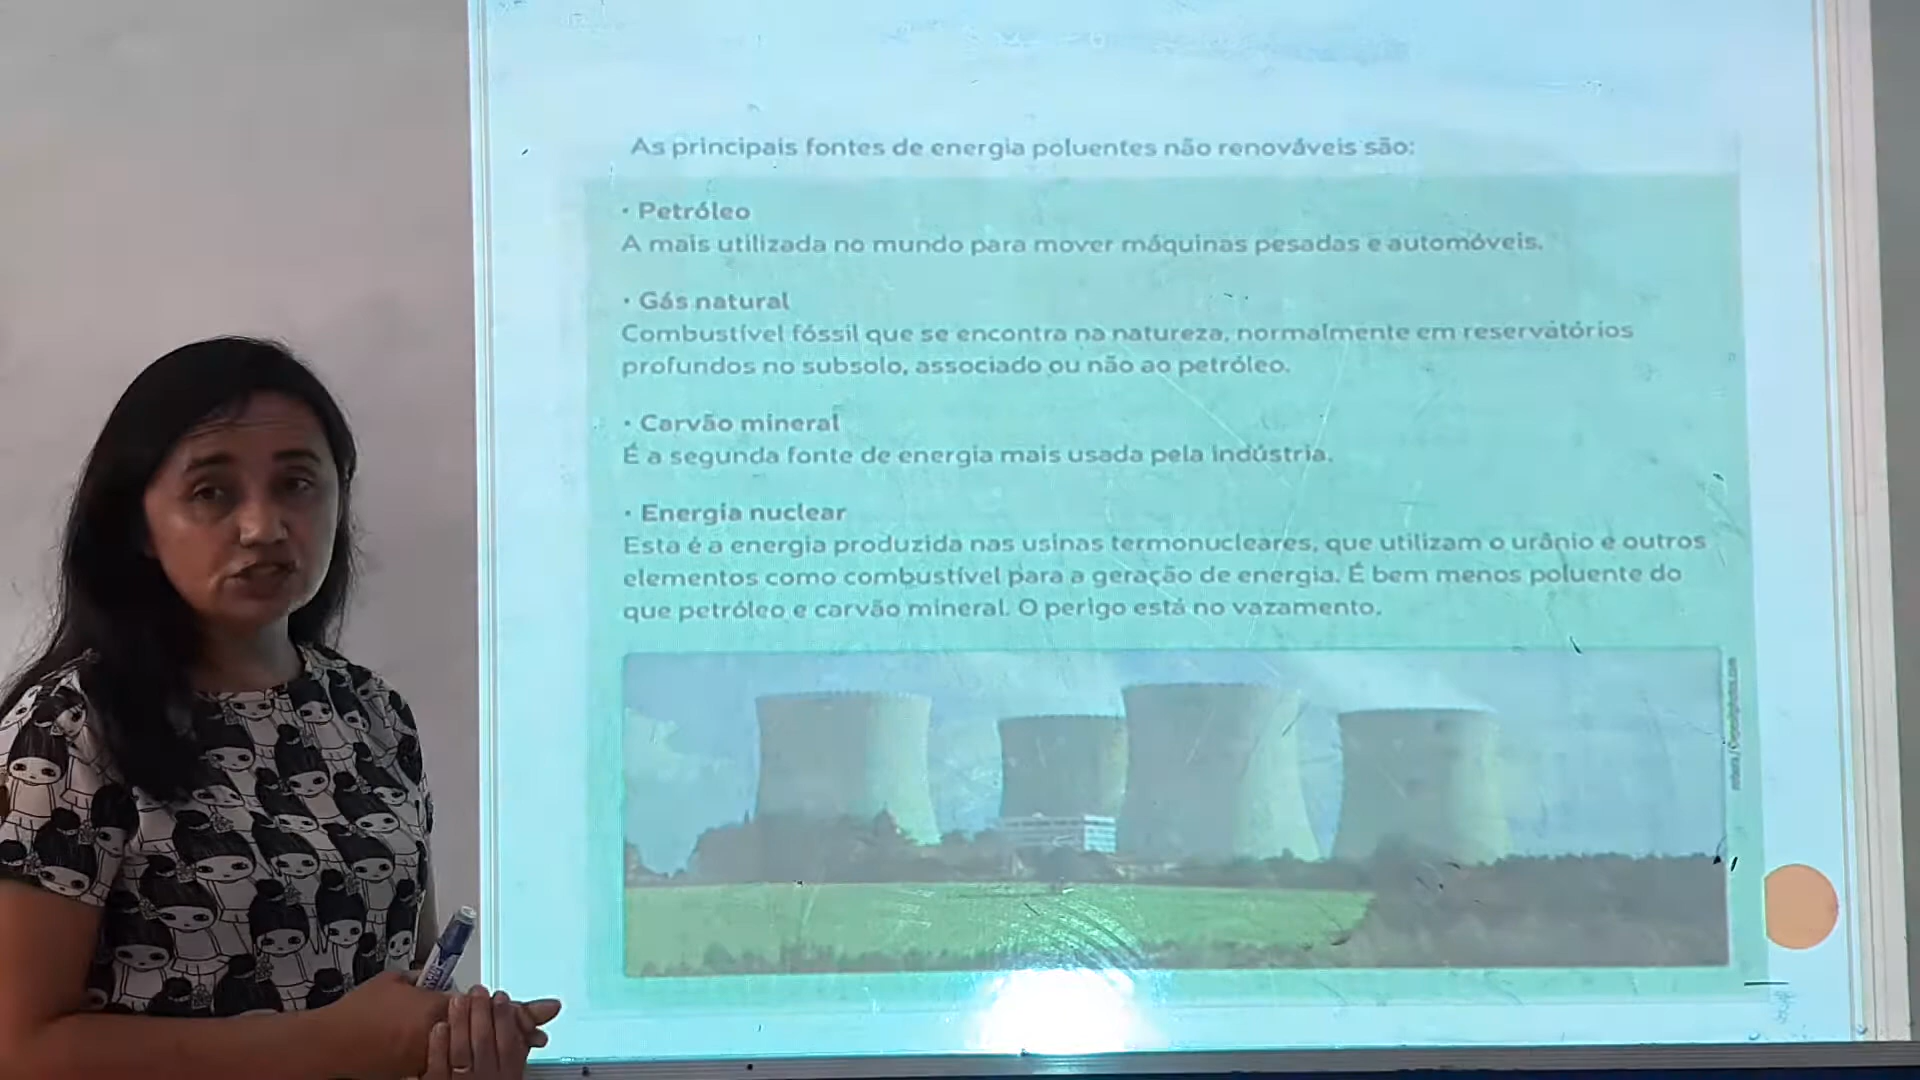 As principais fontes de energia poluentes não renováveis são:
• Petróleo
A mais utilizada no mundo para mover máquinas pesadas e automóveis.
• Gás natural
Combustível fóssil que se encontra na natureza, normalmente em reservatórios
profundos no subsolo, associado ou não ao petróleo.
• Carvão mineral
É a segunda fonte de energia mais usada pela indústria.
• Energia nuclear
Esta é a energia produzida nas usinas termonucleares, que utilizam o urânio e outros
elementos como combustível para a geração de energia. É bem menos poluente do
que petróleo e carvão mineral. O perigo está no vazamento.